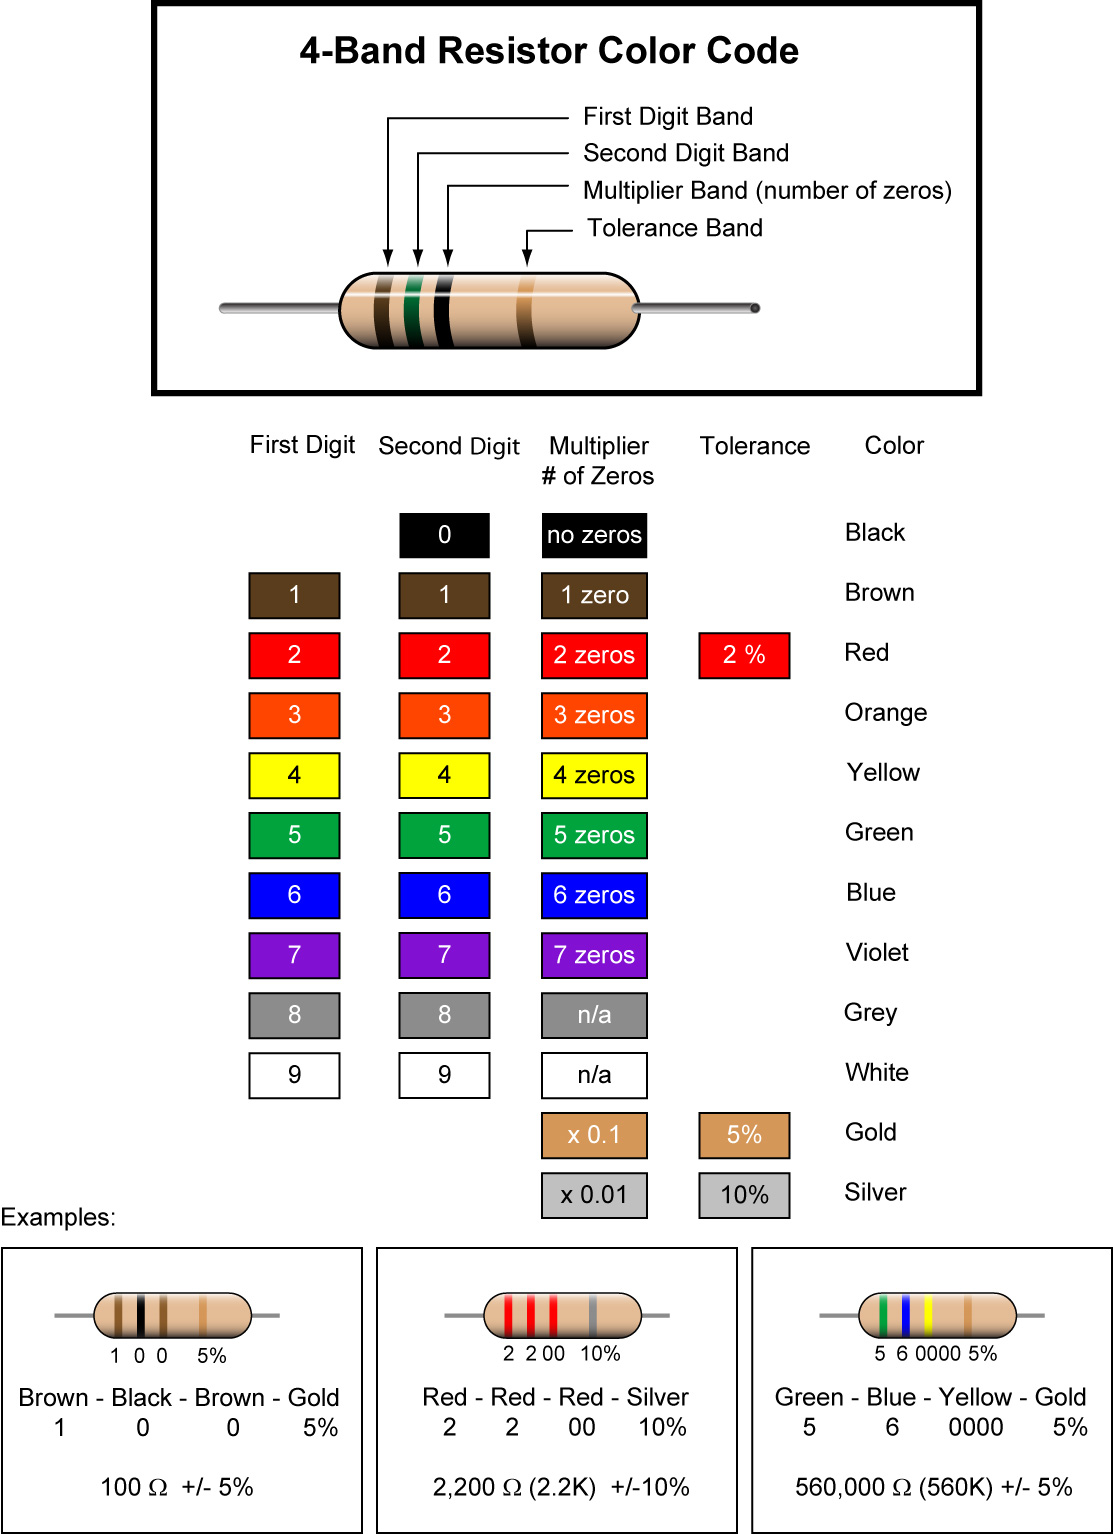 4-Band Resistor Color Code
First Digit Band
Second Digit Band
Multiplier Band (number of zeros)
Tolerance Band
First Digit Second Digit Multiplier Tolerance Color
# of Zeros
0 no zeros Black
1 1 1 zero Brown
2 2 2 zeros 2 % Red
3 3 3 zeros Orange
4 4 4 zeros Yellow
5 5 5 zeros Green
6 6 6 zeros Blue
7 7 7 zeros Violet
8 8 n/a Grey
9 9 n/a White
x 0.1 5% Gold
x 0.01 10% Silver
Examples:
1 0 0 5%
Brown - Black - Brown - Gold
1 0 0 5%
100 Ω +/- 5%
2 2 00 10%
Red - Red - Red - Silver
2 2 00 10%
2,200 Ω (2.2K) +/-10%
5 6 0000 5%
Green - Blue - Yellow - Gold
5 6 0000 5%
560,000 Ω (560K) +/- 5%